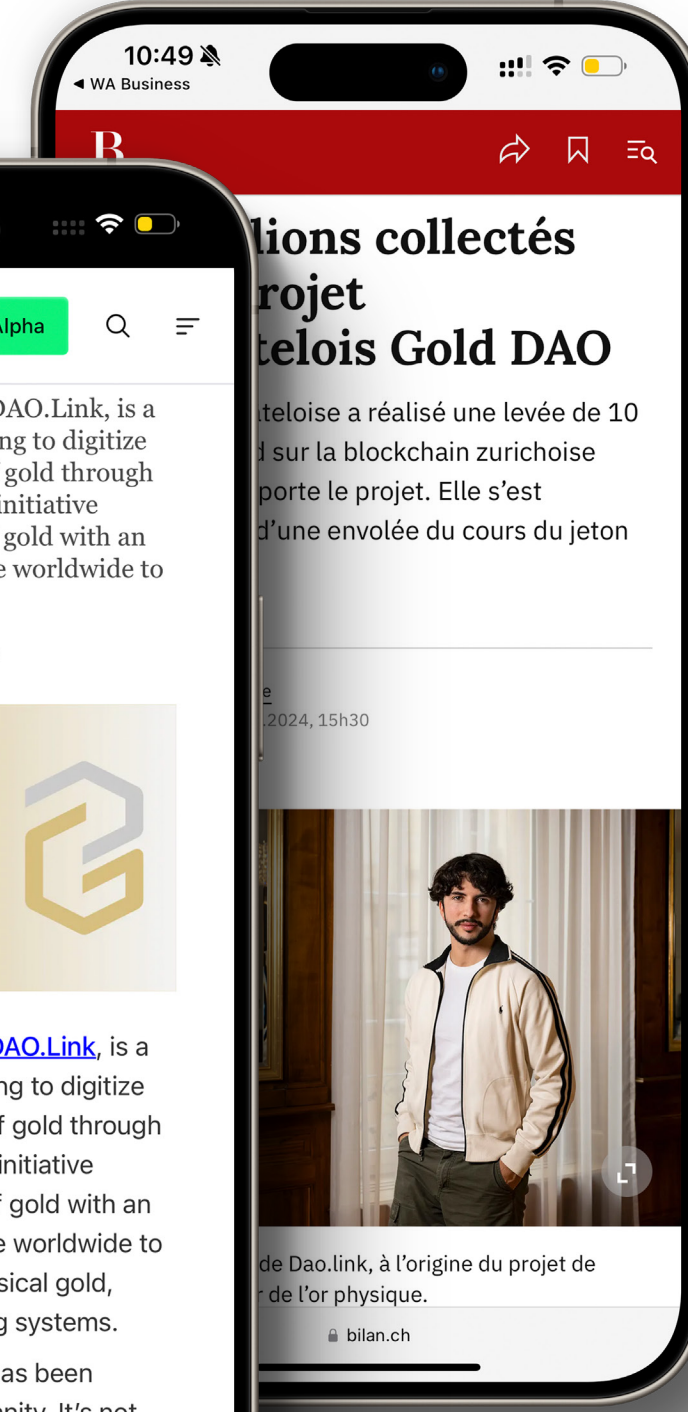 10:49
◀ WA Business
B
lions collectés
rojet
telois Gold DAO
teloise a réalisé une levée de 10
sur la blockchain zurichoise
porte le projet. Elle s’est
d’une envolée du cours du jeton
e
.2024, 15h30
de Dao.link, à l’origine du projet de
de l’or physique.
bilan.ch
Alpha
DAO.Link, is a
ng to digitize
gold through
initiative
gold with an
e worldwide to
DAO.Link, is a
ng to digitize
f gold through
initiative
f gold with an
e worldwide to
sical gold,
g systems.
as been
nity. It’s not